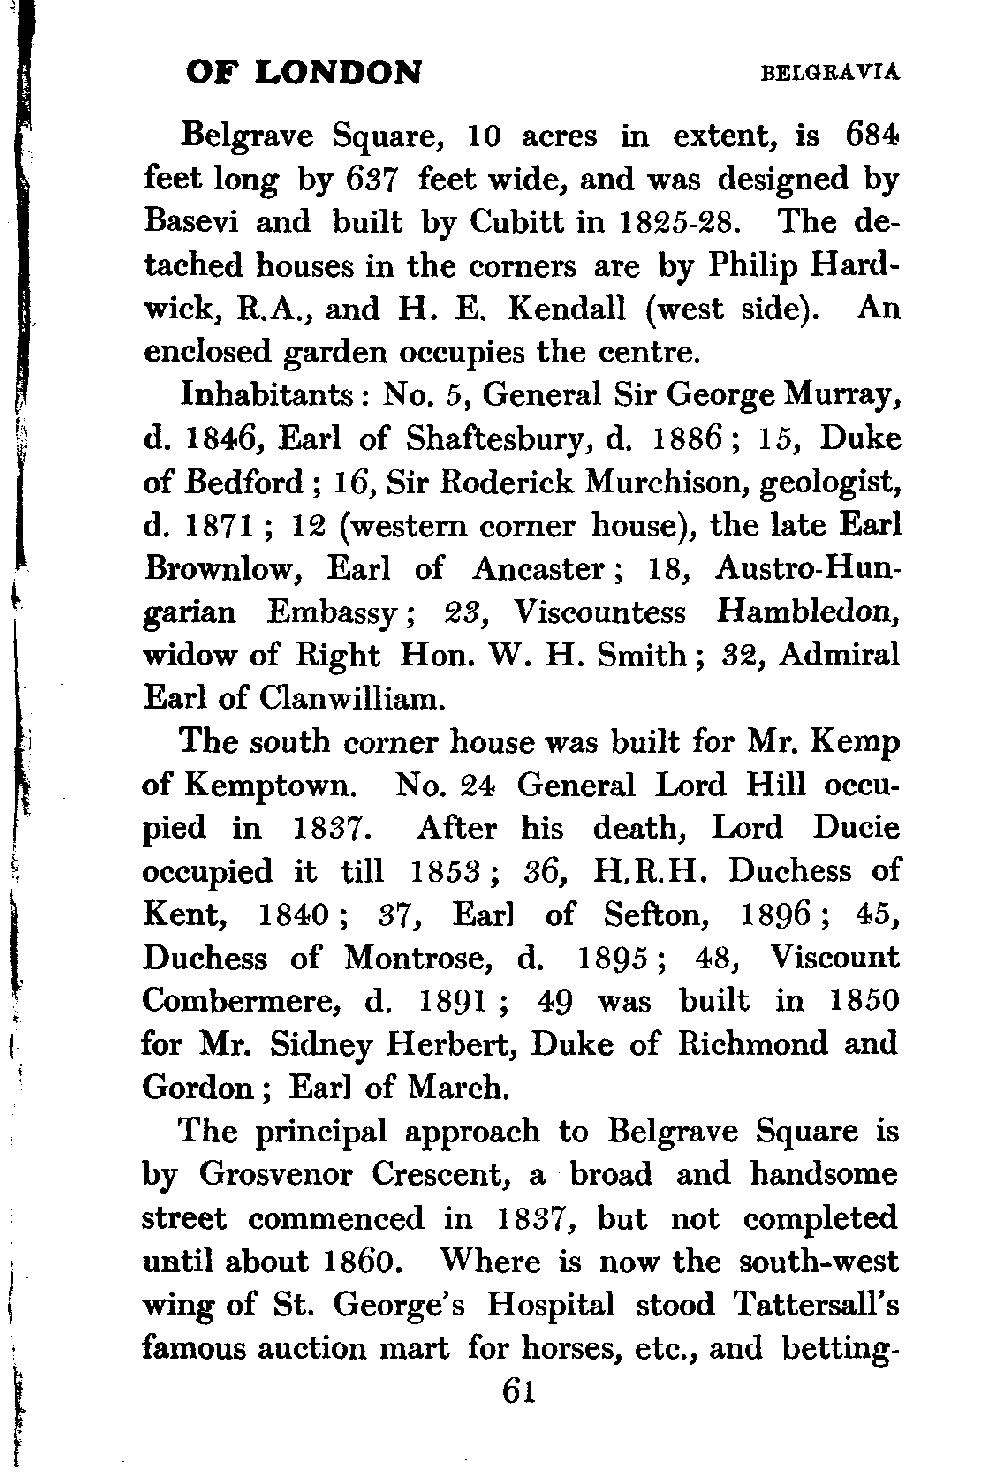 OF LONDON BELGRAVIA
Belgrave Square, 10 acres in extent, is 684
feet long by 637 feet wide, and was designed by
Basevi and built by Cubitt in 1825-28. The de-
tached houses in the corners are by Philip Hard-
wick, R.A., and H. E. Kendall (west side). An
enclosed garden occupies the centre.
Inhabitants : No. 5, General Sir George Murray,
d. 1846, Earl of Shaftesbury, d. 1886 ; 15, Duke
of Bedford ; 16, Sir Roderick Murchison, geologist,
d. 1871 ; 12 (western corner house), the late Earl
Brownlow, Earl of Ancaster ; 18, Austro-Hun-
garian Embassy ; 23, Viscountess Hambledon,
widow of Right Hon. W. H. Smith ; 32, Admiral
Earl of Clanwilliam.
The south corner house was built for Mr. Kemp
of Kemptown. No. 24 General Lord Hill occu-
pied in 1837. After his death, Lord Ducie
occupied it till 1853 ; 36, H.R.H. Duchess of
Kent, 1840 ; 37, Earl of Sefton, 1896 ; 45,
Duchess of Montrose, d. 1895 ; 48, Viscount
Combermere, d. 1891 ; 49 was built in 1850
for Mr. Sidney Herbert, Duke of Richmond and
Gordon ; Earl of March.
The principal approach to Belgrave Square is
by Grosvenor Crescent, a broad and handsome
street commenced in 1837, but not completed
until about 1860. Where is now the south-west
wing of St. George's Hospital stood Tattersall's
famous auction mart for horses, etc., and betting-
61